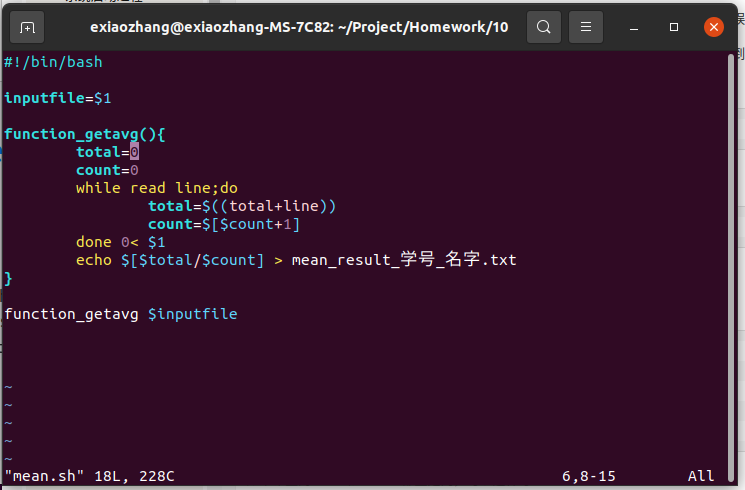 exiaozhang@exiaozhang-MS-7C82: ~/Project/Homework/10
#!/bin/bash
inputfile=$1
function_getavg(){
total=0
count=0
while read line;do
total=$((total+line))
count=$[$count+1]
done 0< $1
echo $[$total/$count] > mean_result_学号_名字.txt
}
function_getavg $inputfile
~
~
~
~
~
"mean.sh" 18L, 228C 6,8-15 All